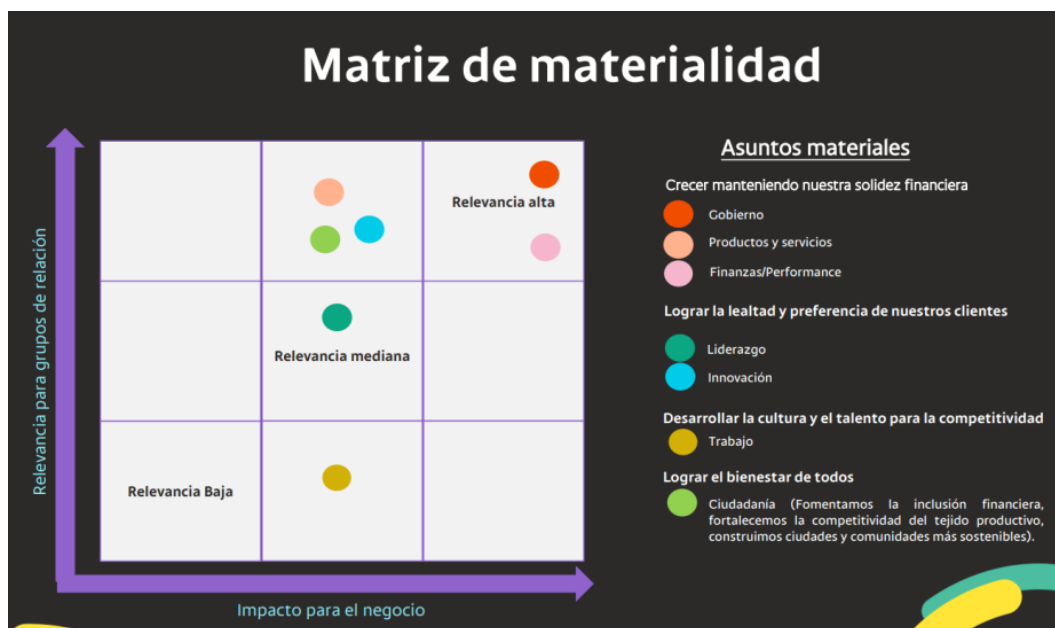 Matriz de materialidad
Relevancia para grupos de relación
Relevancia alta
Relevancia mediana
Relevancia Baja
Impacto para el negocio
Asuntos materiales
Crecer manteniendo nuestra solidez financiera
Gobierno
Productos y servicios
Finanzas/Performance
Lograr la lealtad y preferencia de nuestros clientes
Liderazgo
Innovación
Desarrollar la cultura y el talento para la competitividad
Trabajo
Lograr el bienestar de todos
Ciudadanía (Fomentamos la inclusión financiera,
fortalecemos la competitividad del tejido productivo,
construimos ciudades y comunidades más sostenibles).